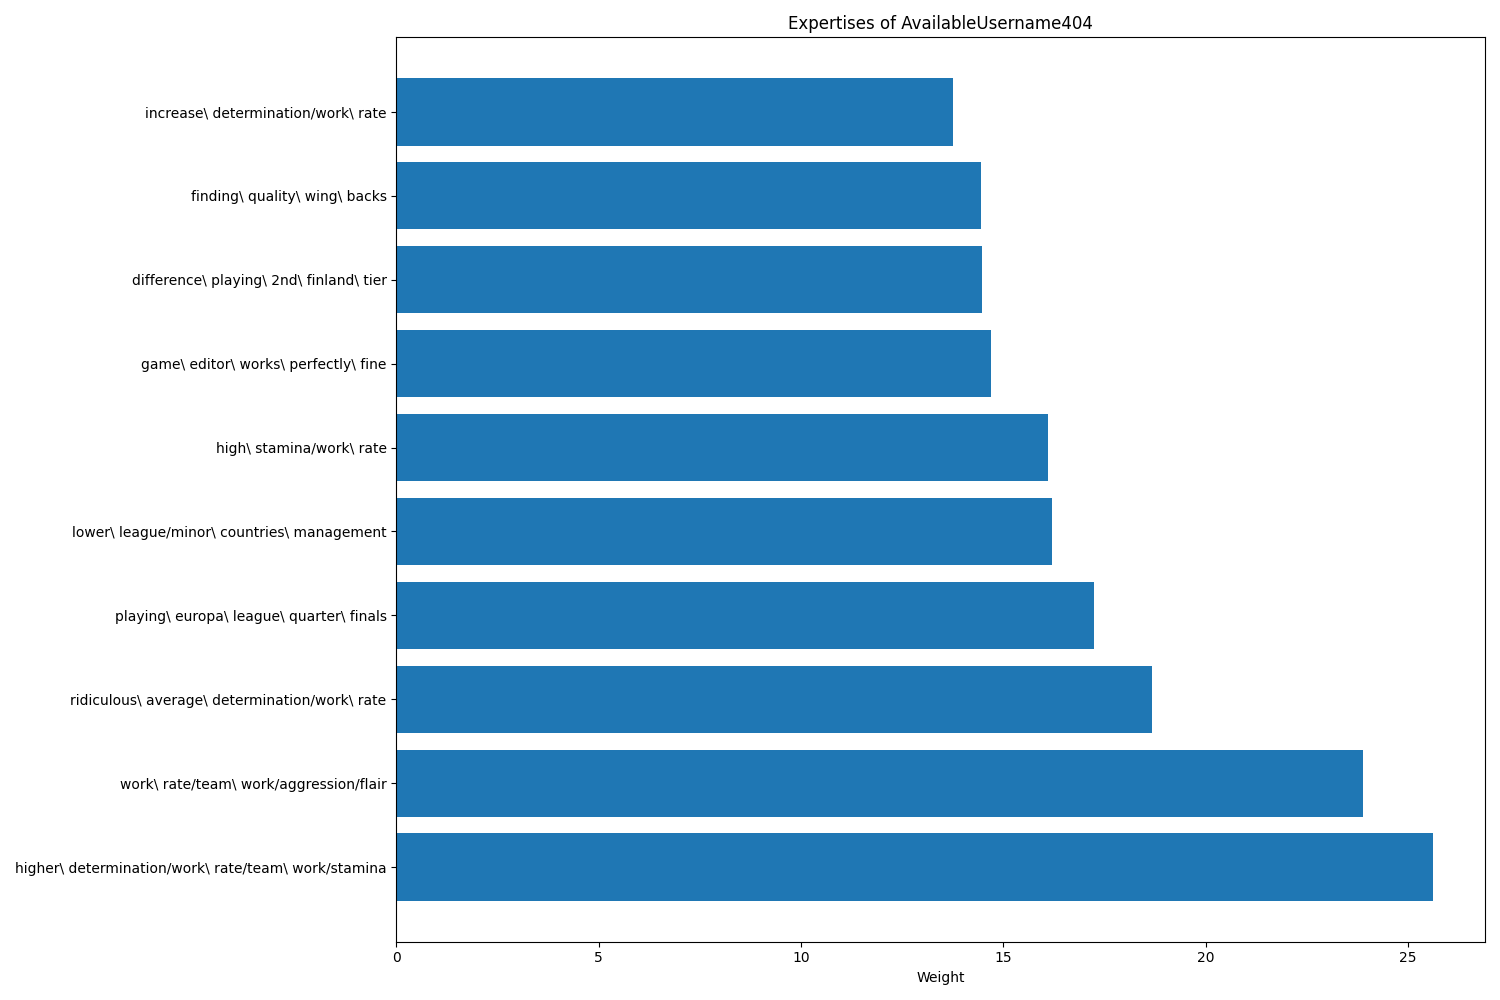 Expertises of AvailableUsername404
increase\ determination/work\ rate
finding\ quality\ wing\ backs
difference\ playing\ 2nd\ finland\ tier
game\ editor\ works\ perfectly\ fine
high\ stamina/work\ rate
lower\ league/minor\ countries\ management
playing\ europa\ league\ quarter\ finals
ridiculous\ average\ determination/work\ rate
work\ rate/team\ work/aggression/flair
higher\ determination/work\ rate/team\ work/stamina
0 5 10 15 20 25
Weight